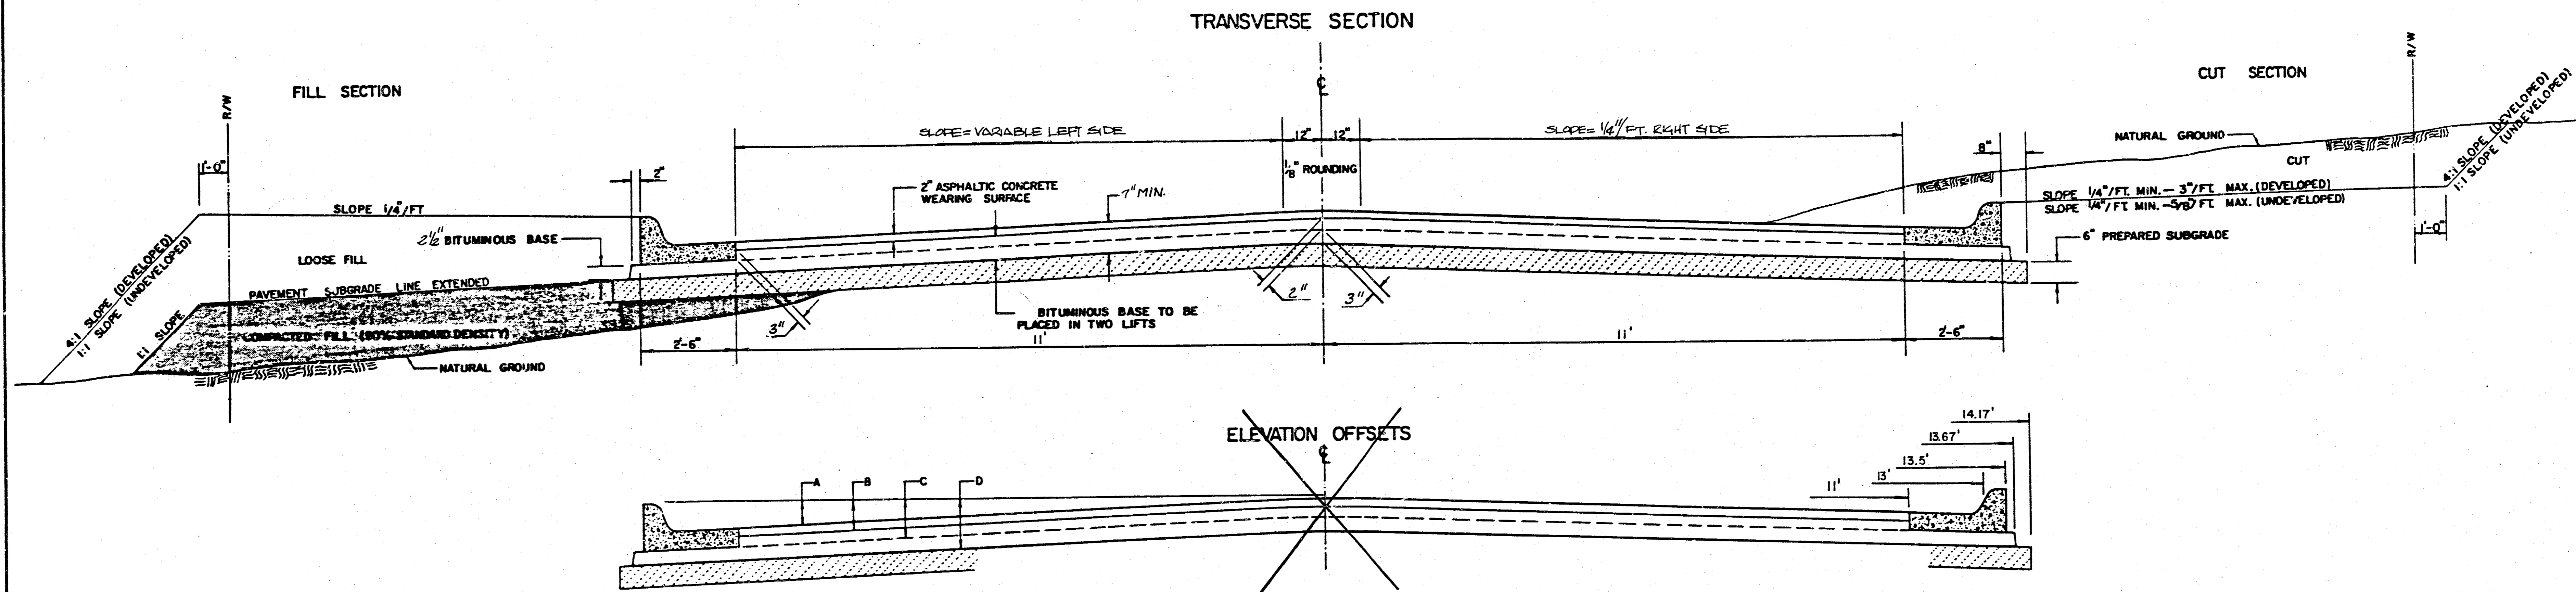 TRANSVERSE SECTION
FILL SECTION
CUT SECTION
R/W
R/W
℄
SLOPE = VARIABLE LEFT SIDE
12"
12"
SLOPE = 1/4"/FT. RIGHT SIDE
1/8" ROUNDING
1'-0"
2"
2" ASPHALTIC CONCRETE
WEARING SURFACE
7" MIN.
8"
NATURAL GROUND
CUT
4:1 SLOPE (DEVELOPED)
1:1 SLOPE (UNDEVELOPED)
SLOPE 1/4"/FT. MIN. — 3"/FT. MAX. (DEVELOPED)
SLOPE 1/4"/FT MIN. — 5/8"/FT. MAX. (UNDEVELOPED)
1'-0"
SLOPE 1/4"/FT
2 1/2" BITUMINOUS BASE
LOOSE FILL
6" PREPARED SUBGRADE
4:1 SLOPE (DEVELOPED)
1:1 SLOPE (UNDEVELOPED)
PAVEMENT SUBGRADE LINE EXTENDED
1:1 SLOPE
COMPACTED FILL (90% STANDARD DENSITY)
3"
2"
3"
BITUMINOUS BASE TO BE
PLACED IN TWO LIFTS
2'-6"
11'
11'
2'-6"
NATURAL GROUND
ELEVATION OFFSETS
℄
14.17'
13.67'
13.5'
13'
11'
A
B
C
D